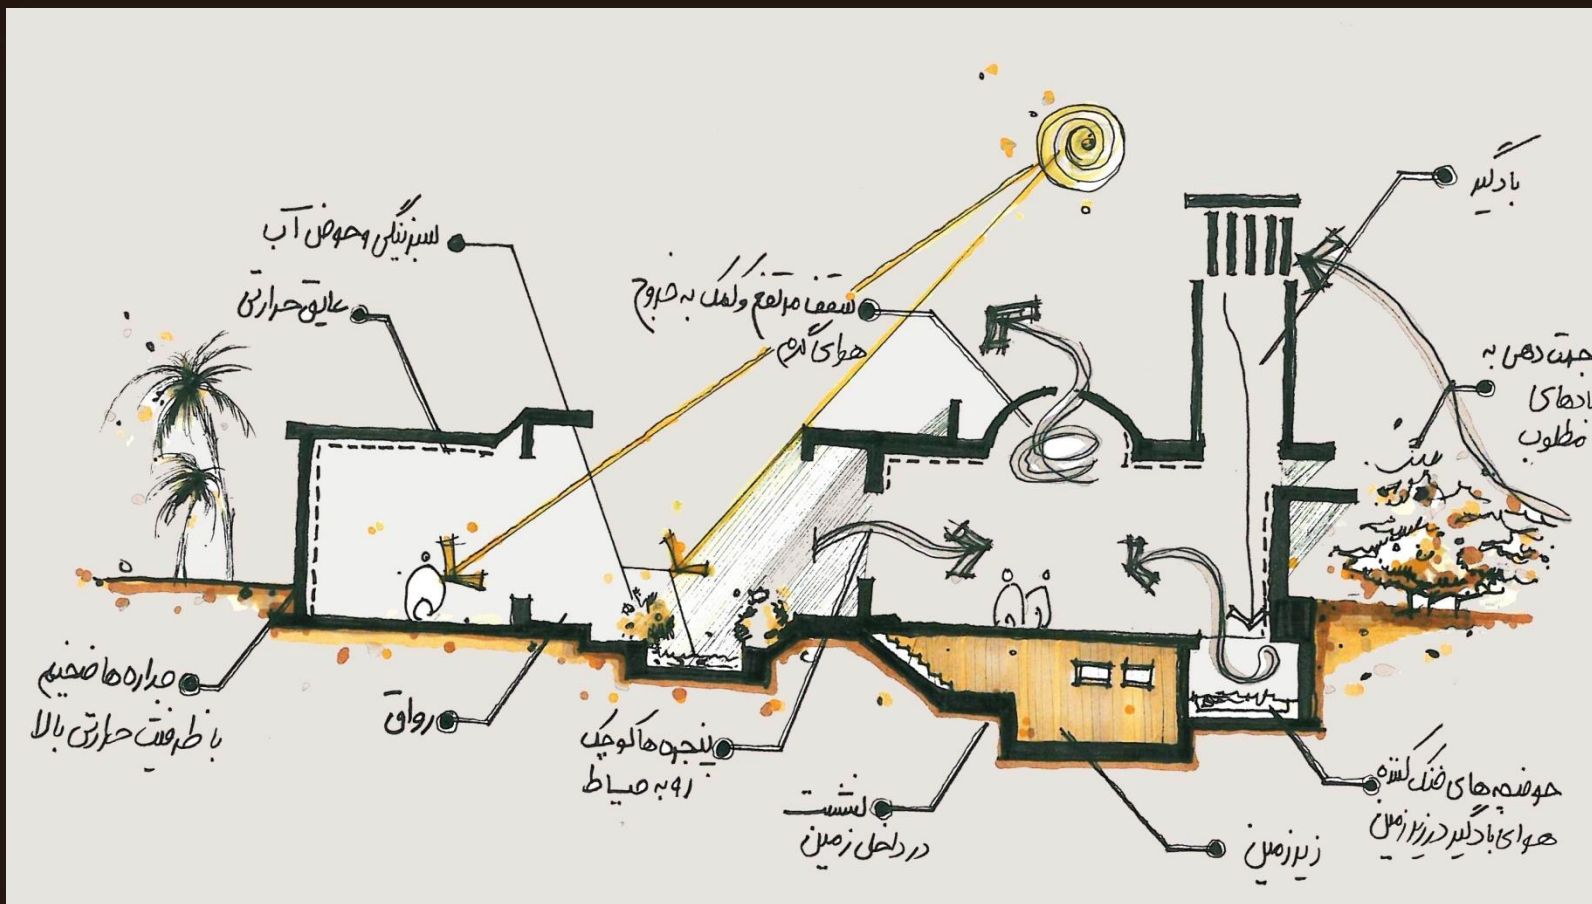 بادگیر
سبزینگی و حوض آب
عایق حرارتی
سقف مرتفع و کمک به خروج
هوای گرم
جهت دهی به
بادهای
مطلوب
جداره ها ضخیم
با ظرفیت حرارتی بالا
رواق
پنجره ها کوچک
رو به حیاط
نشست
در داخل زمین
زیرزمین
حوضچه های خنک کننده
هوای بادگیر در زیرزمین